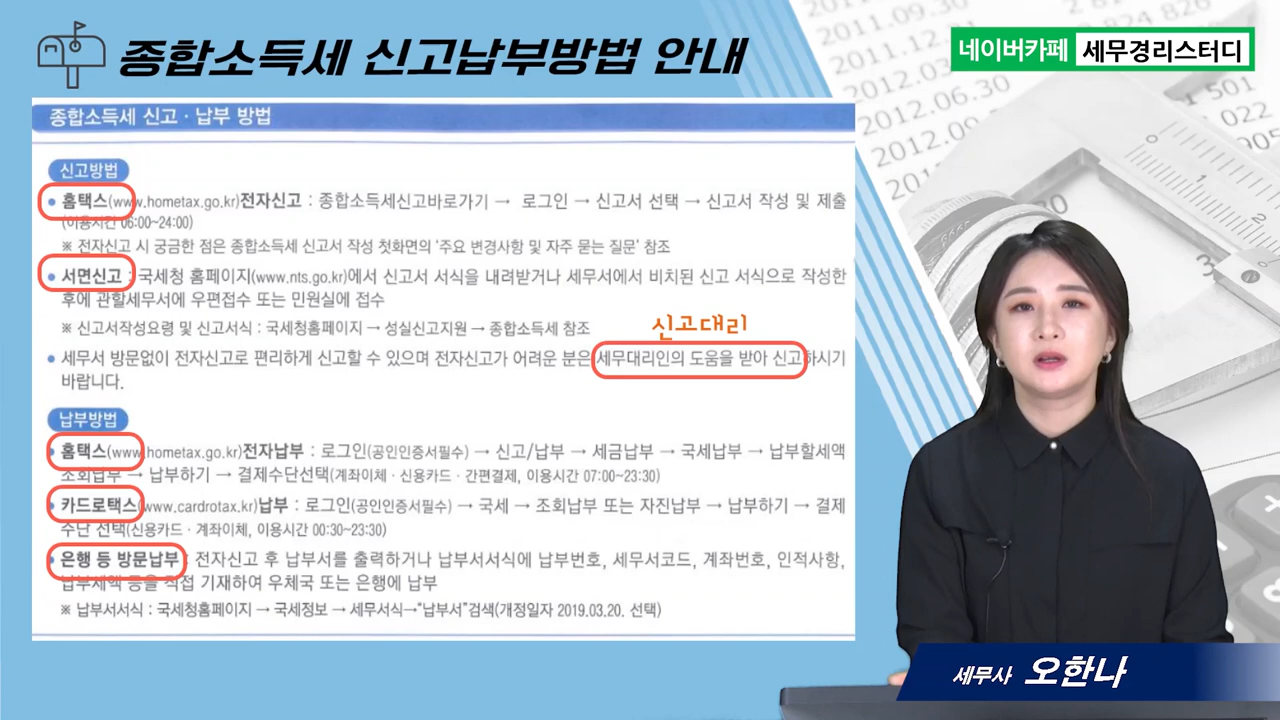 종합소득세 신고납부방법 안내
네이버카페 세무경리스터디
종합소득세 신고 · 납부 방법
신고방법
• 홈택스(www.hometax.go.kr)전자신고 : 종합소득세신고바로가기 → 로그인 → 신고서 선택 → 신고서 작성 및 제출
(이용시간 06:00~24:00)
※ 전자신고 시 궁금한 점은 종합소득세 신고서 작성 첫화면의 '주요 변경사항 및 자주 묻는 질문' 참조
• 서면신고 : 국세청 홈페이지(www.nts.go.kr)에서 신고서 서식을 내려받거나 세무서에서 비치된 신고 서식으로 작성한
후에 관할세무서에 우편접수 또는 민원실에 접수
※ 신고서작성요령 및 신고서식 : 국세청홈페이지 → 성실신고지원 → 종합소득세 참조
신고대리
• 세무서 방문없이 전자신고로 편리하게 신고할 수 있으며 전자신고가 어려운 분은 세무대리인의 도움을 받아 신고하시기
바랍니다.
납부방법
• 홈택스(www.hometax.go.kr)전자납부 : 로그인(공인인증서필수) → 신고/납부 → 세금납부 → 국세납부 → 납부할세액
조회납부 → 납부하기 → 결제수단선택(계좌이체 · 신용카드 · 간편결제, 이용시간 07:00~23:30)
• 카드로택스(www.cardrotax.go.kr)납부 : 로그인(공인인증서필수) → 국세 → 조회납부 또는 자진납부 → 납부하기 → 결제
수단 선택(신용카드 · 계좌이체, 이용시간 00:30~23:30)
• 은행 등 방문납부 : 전자신고 후 납부서를 출력하거나 납부서서식에 납부번호, 세무서코드, 계좌번호, 인적사항,
납부세액 등을 직접 기재하여 우체국 또는 은행에 납부
※ 납부서서식 : 국세청홈페이지 → 국세정보 → 세무서식→"납부서"검색(개정일자 2019.03.20. 선택)
2011.09.30
2012.06.30
1 501
022
세무사 오한나